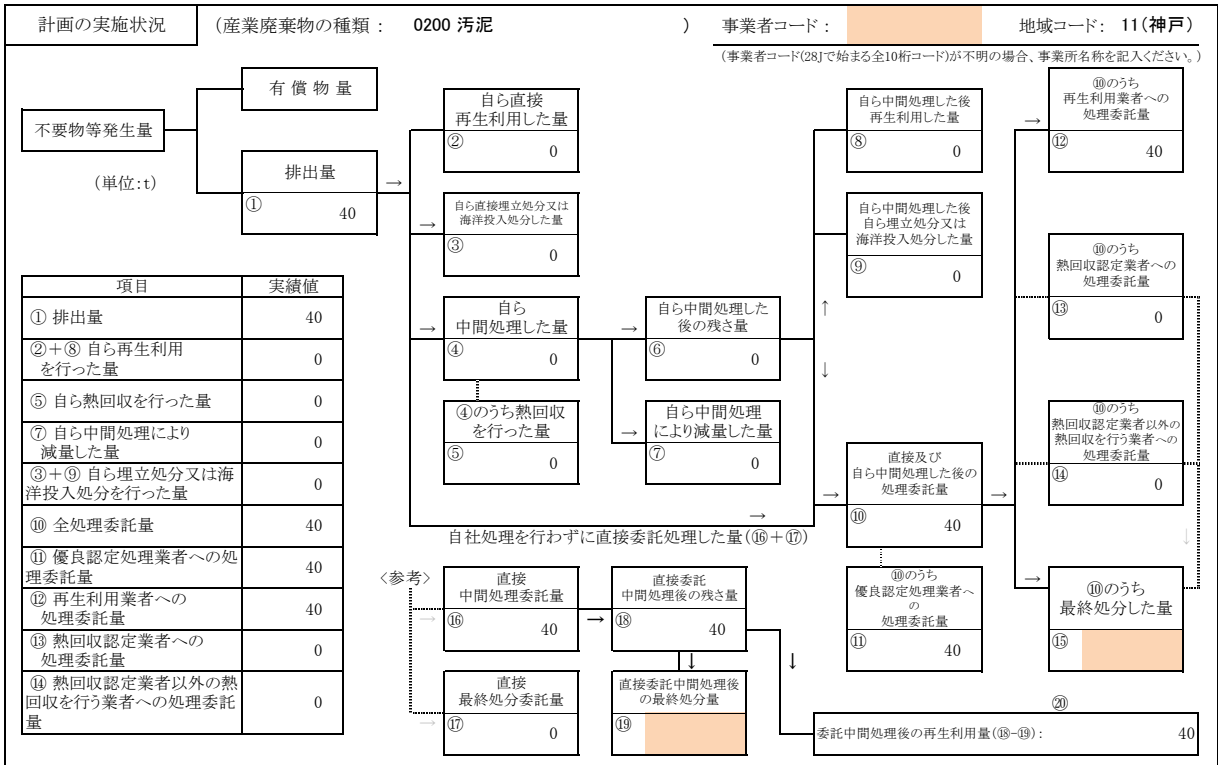 計画の実施状況
(産業廃棄物の種類： 0200 汚泥 )
事業者コード：
地域コード： 11(神戸)
(事業者コード(28Jで始まる全10桁コード)が不明の場合、事業所名称を記入ください。)
不要物等発生量
(単位:t)
有償物量
排出量
①
40
→
自ら直接
再生利用した量
②
0
→
自ら直接埋立処分又は
海洋投入処分した量
③
0
→
自ら
中間処理した量
④
0
④のうち熱回収
を行った量
⑤
0
→
自ら中間処理した
後の残さ量
⑥
0
→
自ら中間処理
により減量した量
⑦
0
自ら中間処理した後
再生利用した量
⑧
0
自ら中間処理した後
自ら埋立処分又は
海洋投入処分した量
⑨
0
↑
↓
→
自社処理を行わずに直接委託処理した量(⑯＋⑰)
→
直接及び
自ら中間処理した後の
処理委託量
⑩
40
→
⑩のうち
優良認定処理業者へ
の
処理委託量
⑪
40
→
⑩のうち
再生利用業者への
処理委託量
⑫
40
⑩のうち
熱回収認定業者への
処理委託量
⑬
0
⑩のうち
熱回収認定業者以外の
熱回収を行う業者への
処理委託量
⑭
0
↓
→
⑩のうち
最終処分した量
⑮
項目 実績値
① 排出量 40
②＋⑧ 自ら再生利用
を行った量 0
⑤ 自ら熱回収を行った量 0
⑦ 自ら中間処理により
減量した量 0
③＋⑨ 自ら埋立処分又は海
洋投入処分を行った量 0
⑩ 全処理委託量 40
⑪ 優良認定処理業者への処
理委託量 40
⑫ 再生利用業者への
処理委託量 40
⑬ 熱回収認定業者への
処理委託量 0
⑭ 熱回収認定業者以外の熱
回収を行う業者への処理委託
量 0
〈参考〉
→
直接
中間処理委託量
⑯
40
→
直接委託
中間処理後の残さ量
⑱
40
→
直接
最終処分委託量
⑰
0
↓
直接委託中間処理後
の最終処分量
⑲
↓
⑳
委託中間処理後の再生利用量(⑱-⑲)： 40